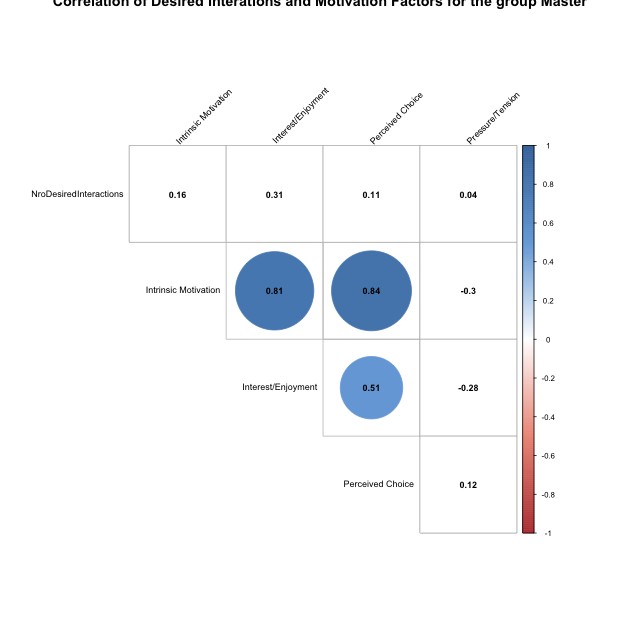 Correlation of Desired Interations and Motivation Factors for the group Master
Intrinsic Motivation
Interest/Enjoyment
Perceived Choice
Pressure/Tension
NroDesiredInteractions
0.16
0.31
0.11
0.04
Intrinsic Motivation
0.81
0.84
-0.3
Interest/Enjoyment
0.51
-0.28
Perceived Choice
0.12
1
0.8
0.6
0.4
0.2
0
-0.2
-0.4
-0.6
-0.8
-1